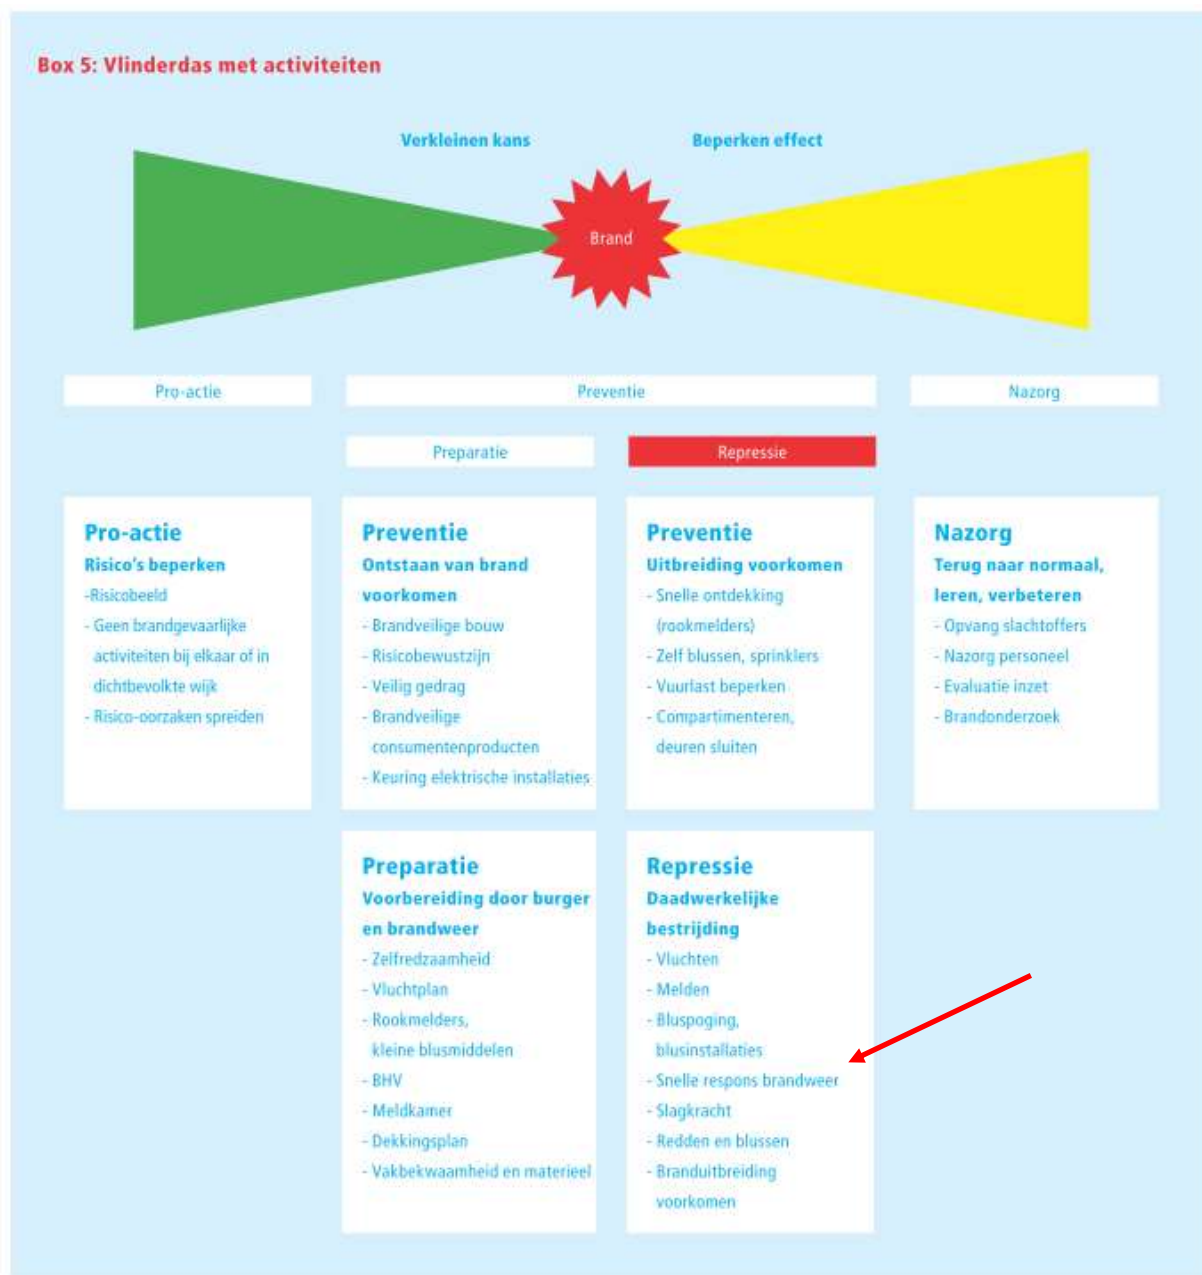 Box 5: Vlinderdas met activiteiten
Verkleinen kans
Beperken effect
Brand
Pro-actie
Preventie
Nazorg
Preparatie
Repressie
Pro-actie
Risico's beperken
-Risicobeeld
- Geen brandgevaarlijke
activiteiten bij elkaar of in
dichtbevolkte wijk
- Risico-oorzaken spreiden
Preventie
Ontstaan van brand
voorkomen
- Brandveilige bouw
- Risicobewustzijn
- Veilig gedrag
- Brandveilige
consumentenproducten
- Keuring elektrische installaties
Preventie
Uitbreiding voorkomen
- Snelle ontdekking
(rookmelders)
- Zelf blussen, sprinklers
- Vuurlast beperken
- Compartimenteren,
deuren sluiten
Nazorg
Terug naar normaal,
leren, verbeteren
- Opvang slachtoffers
- Nazorg personeel
- Evaluatie inzet
- Brandonderzoek
Preparatie
Voorbereiding door burger
en brandweer
- Zelfredzaamheid
- Vluchtplan
- Rookmelders,
kleine blusmiddelen
- BHV
- Meldkamer
- Dekkingsplan
- Vakbekwaamheid en materieel
Repressie
Daadwerkelijke
bestrijding
- Vluchten
- Melden
- Bluspoging,
blusinstallaties
- Snelle respons brandweer
- Slagkracht
- Redden en blussen
- Branduitbreiding
voorkomen